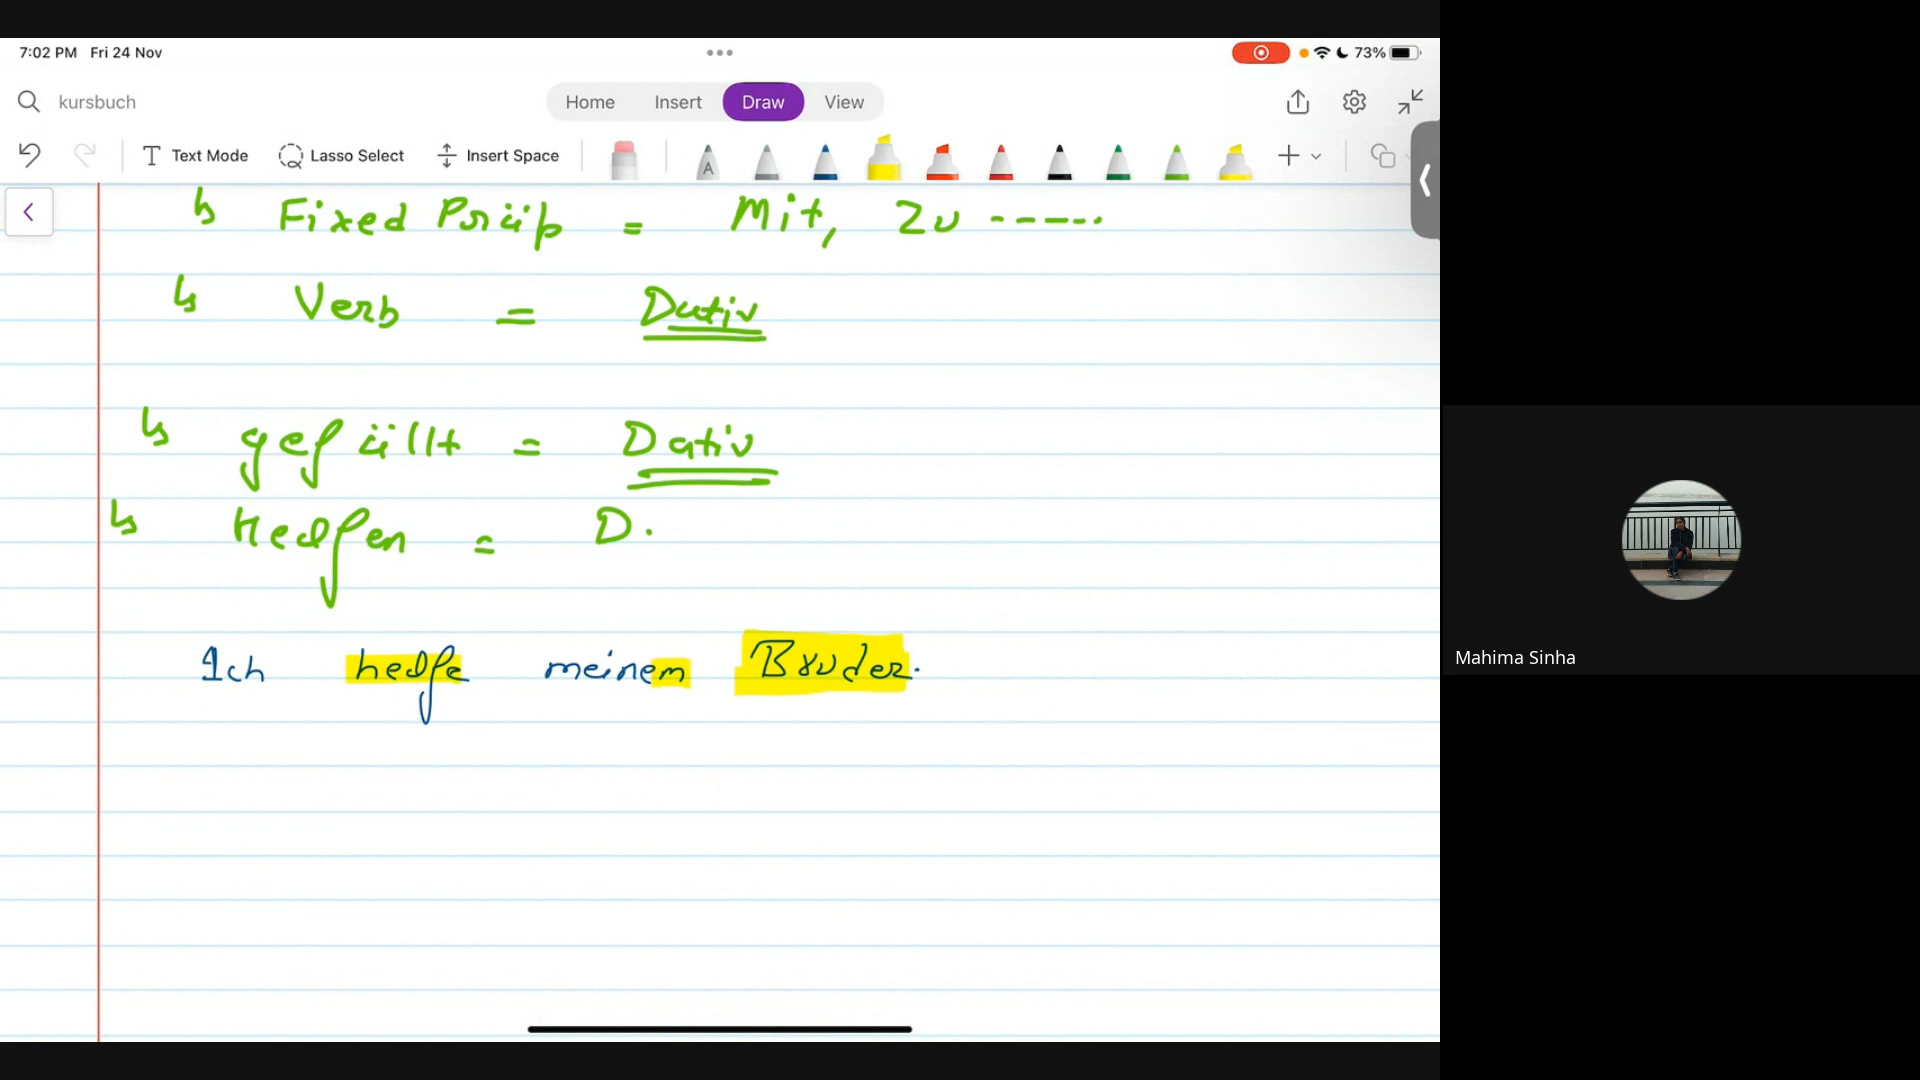 7:02 PM Fri 24 Nov 73%
kursbuch Home Insert Draw View
Text Mode Lasso Select Insert Space A
↳ Fixed Präp = Mit, Zu -----
↳ Verb = Dativ
↳ gefällt = Dativ
↳ Helfen = D.
Ich helfe meinem Bruder.
Mahima Sinha